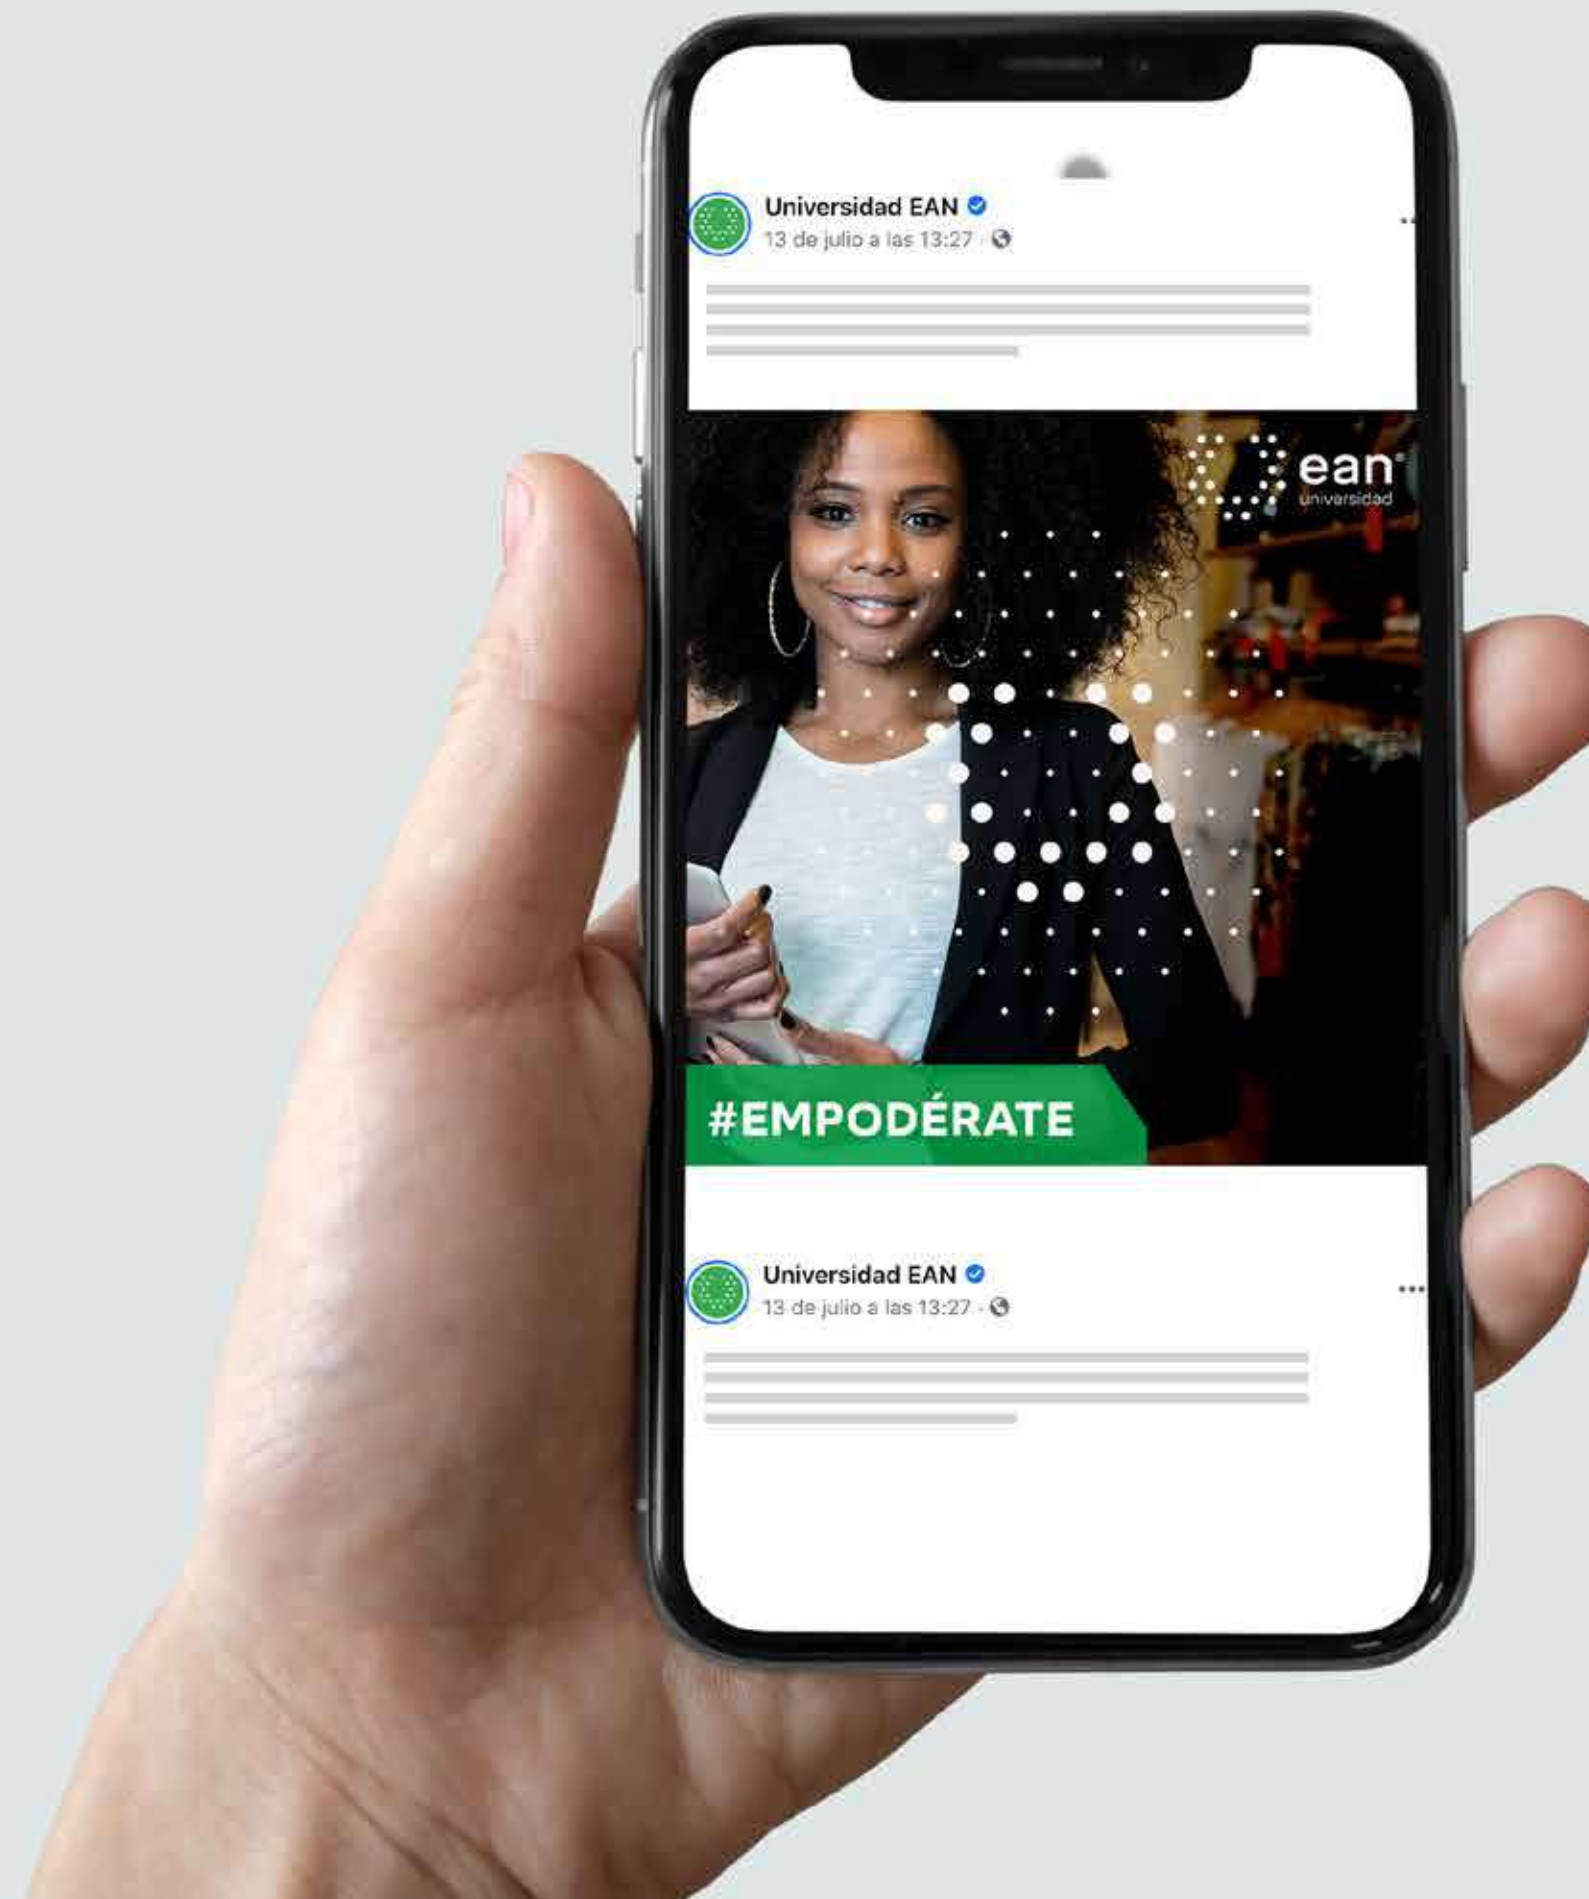 Universidad EAN
13 de julio a las 13:27 ·
ean®
universidad
#EMPODÉRATE
Universidad EAN
13 de julio a las 13:27 ·